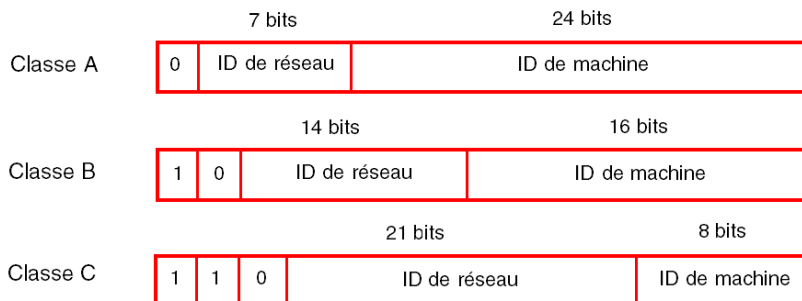 7 bits 24 bits
Classe A 0 ID de réseau ID de machine
14 bits 16 bits
Classe B 1 0 ID de réseau ID de machine
21 bits 8 bits
Classe C 1 1 0 ID de réseau ID de machine